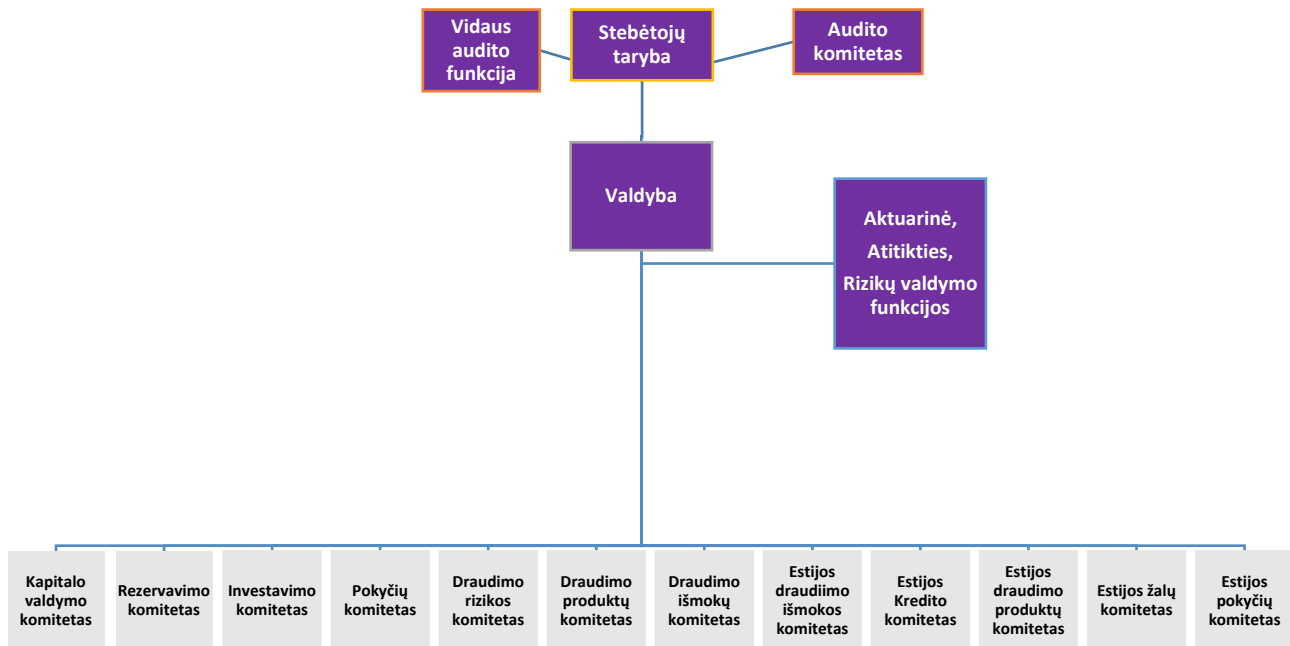 Vidaus
audito
funkcija
Stebėtojų
taryba
Audito
komitetas
Valdyba
Aktuarinė,
Atitikties,
Rizikų valdymo
funkcijos
Kapitalo
valdymo
komitetas
Rezervavimo
komitetas
Investavimo
komitetas
Pokyčių
komitetas
Draudimo
rizikos
komitetas
Draudimo
produktų
komitetas
Draudimo
išmokų
komitetas
Estijos
draudiimo
išmokos
komitetas
Estijos
Kredito
komitetas
Estijos
draudimo
produktų
komitetas
Estijos žalų
komitetas
Estijos
pokyčių
komitetas